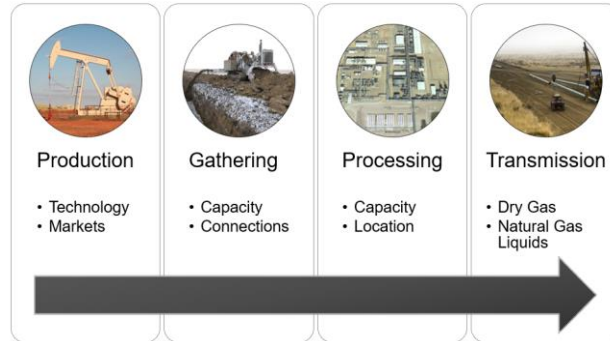 Production
• Technology
• Markets
Gathering
• Capacity
• Connections
Processing
• Capacity
• Location
Transmission
• Dry Gas
• Natural Gas
Liquids